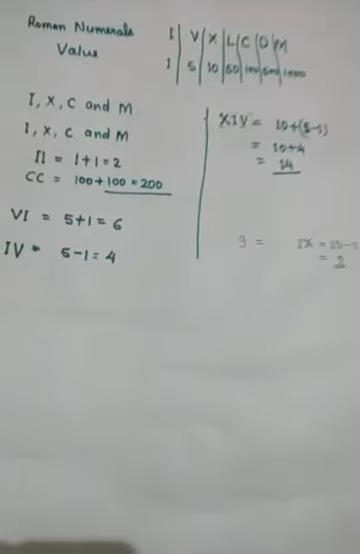 Roman Numerals
Value
I V X L C D M
1 5 10 50 100 500 1000
I, X, C and M
I, X, C and M
II = 1+1=2
CC = 100+100=200
VI = 5+1=6
IV = 5-1=4
XIV = 10+(5-1)
= 10+4
= 14
9 = IX = 10-1
= 9